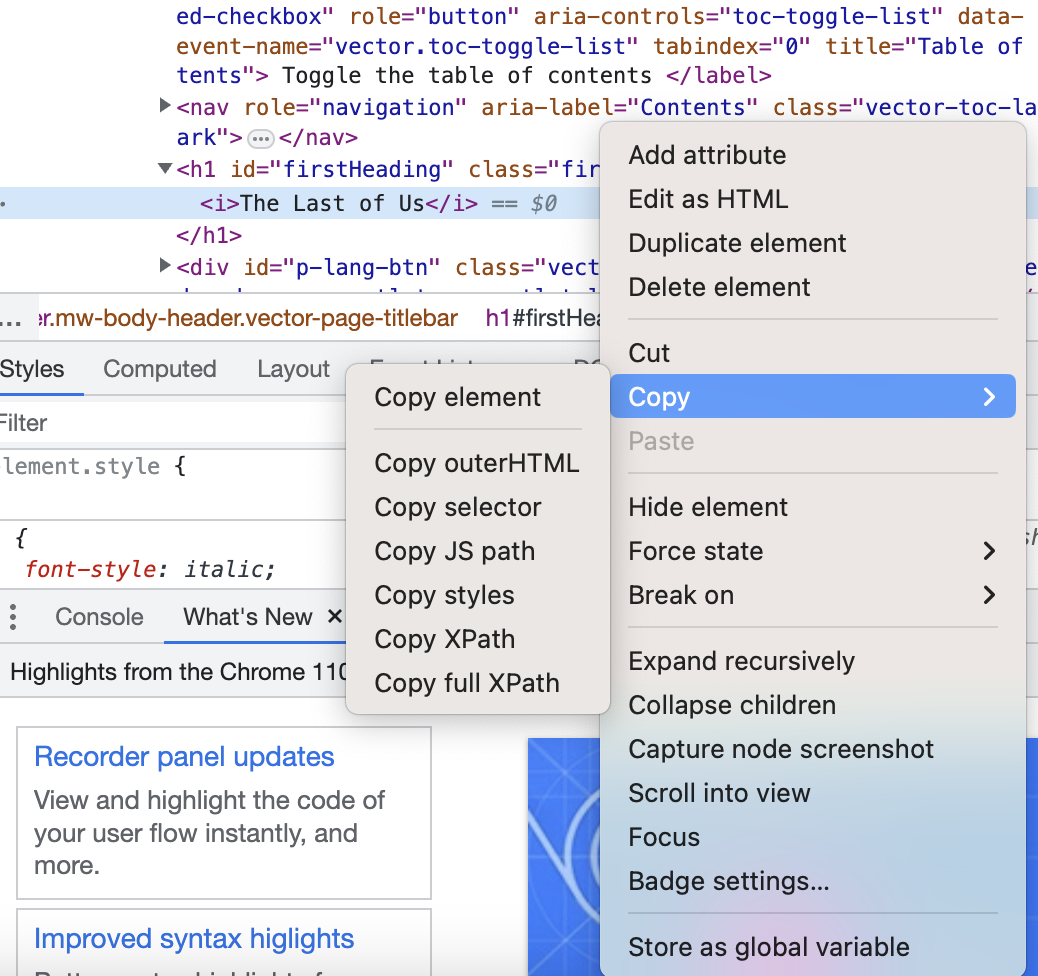 ed-checkbox" role="button" aria-controls="toc-toggle-list" data-
event-name="vector.toc-toggle-list" tabindex="0" title="Table of
tents"> Toggle the table of contents </label>
<nav role="navigation" aria-label="Contents" class="vector-toc-la
ark"> ••• </nav>
<h1 id="firstHeading" class="fir
<i>The Last of Us</i> == $0
</h1>
<div id="p-lang-btn" class="vect
... er.mw-body-header.vector-page-titlebar h1#firstHea
Styles Computed Layout
Filter
element.style {
{
font-style: italic;
Console What's New ×
Highlights from the Chrome 110
Recorder panel updates
View and highlight the code of
your user flow instantly, and
more.
Improved syntax higlights
Copy element
Copy outerHTML
Copy selector
Copy JS path
Copy styles
Copy XPath
Copy full XPath
Add attribute
Edit as HTML
Duplicate element
Delete element
Cut
Copy
Paste
Hide element
Force state
Break on
Expand recursively
Collapse children
Capture node screenshot
Scroll into view
Focus
Badge settings...
Store as global variable